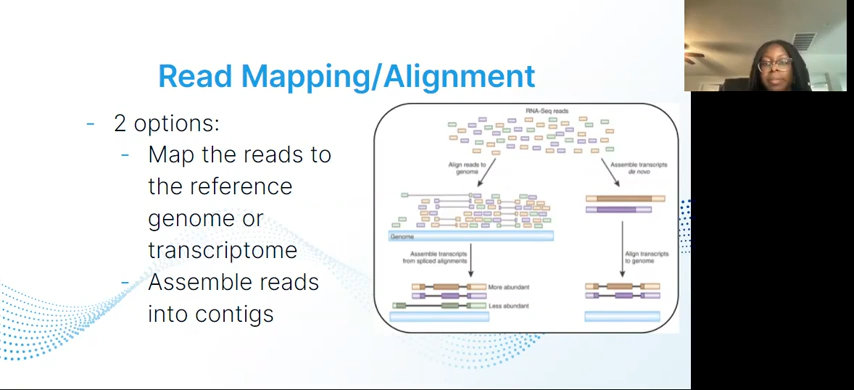 Read Mapping/Alignment
- 2 options:
- Map the reads to
the reference
genome or
transcriptome
- Assemble reads
into contigs
RNA-Seq reads
Align reads to
genome
Assemble transcripts
de novo
Genome
Assemble transcripts
from spliced alignments
Align transcripts
to genome
More abundant
Less abundant